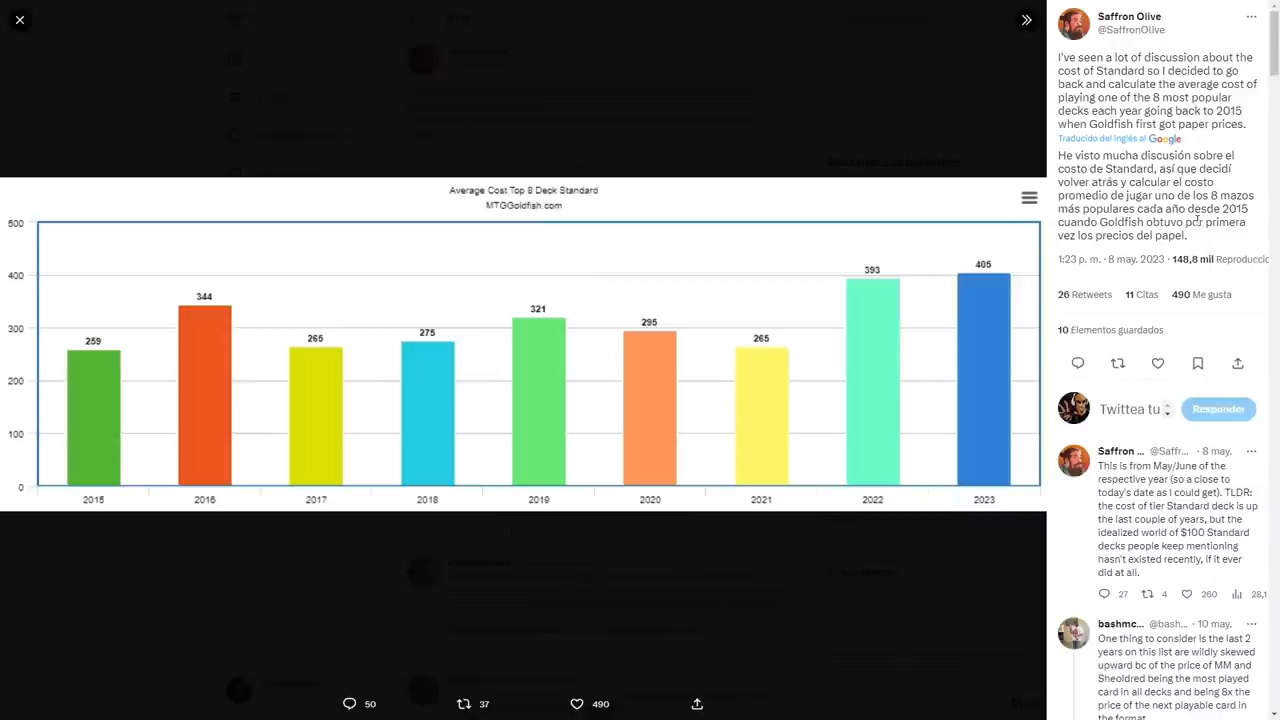 Average Cost Top 8 Deck Standard
MTGGoldfish.com
500
400
300
200
100
0
259
344
265
275
321
295
265
393
405
2015
2016
2017
2018
2019
2020
2021
2022
2023
50
37
490
Saffron Olive
@SaffronOlive
I've seen a lot of discussion about the
cost of Standard so I decided to go
back and calculate the average cost of
playing one of the 8 most popular
decks each year going back to 2015
when Goldfish first got paper prices.
Traducido del Inglés al Google
He visto mucha discusión sobre el
costo de Standard, así que decidí
volver atrás y calcular el costo
promedio de jugar uno de los 8 mazos
más populares cada año desde 2015
cuando Goldfish obtuvo por primera
vez los precios del papel.
1:23 p. m. · 8 may. 2023 · 148,8 mil Reproduccio
26 Retweets 11 Citas 490 Me gusta
10 Elementos guardados
Twittea tu
Responder
Saffron ... @Saffr... · 8 may.
This is from May/June of the
respective year (so a close to
today's date as I could get). TLDR:
the cost of tier Standard deck is up
the last couple of years, but the
idealized world of $100 Standard
decks people keep mentioning
hasn't existed recently, if it ever
did at all.
27 4 260 28,1
bashmc... @bash... · 10 may.
One thing to consider is the last 2
years on this list are wildly skewed
upward bc of the price of MM and
Sheoldred being the most played
card in all decks and being 8x the
price of the next playable card in
the format.